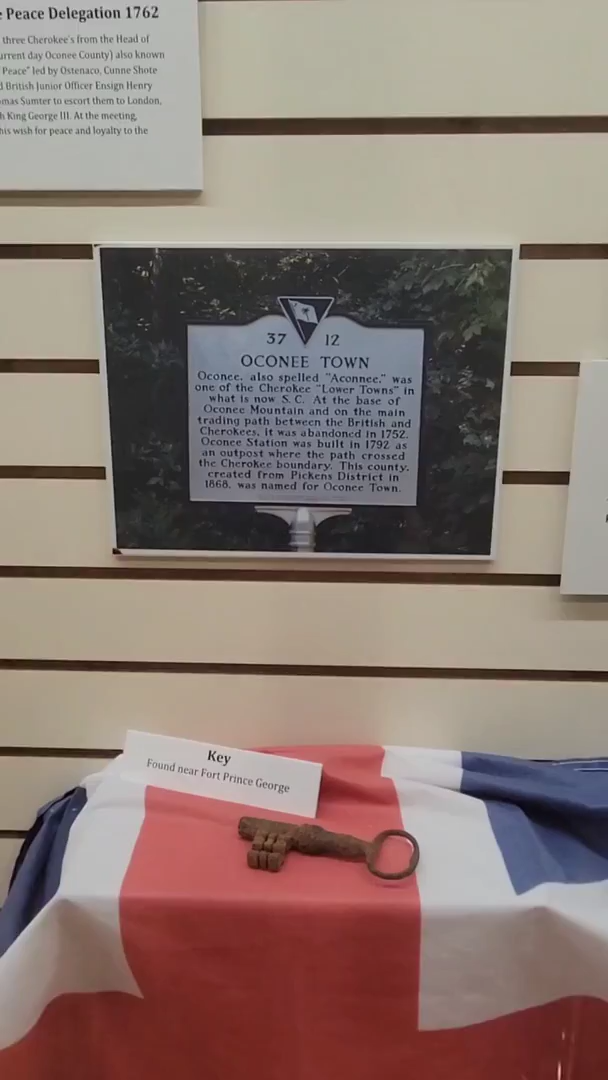 Peace Delegation 1762
three Cherokee's from the Head of
current day Oconee County) also known
Peace" led by Ostenaco, Cunne Shote
British Junior Officer Ensign Henry
Sumter to escort them to London,
King George III. At the meeting,
his wish for peace and loyalty to the
37 12
OCONEE TOWN
Oconee, also spelled "Aconnee," was
one of the Cherokee "Lower Towns" in
what is now S. C. At the base of
Oconee Mountain and on the main
trading path between the British and
Cherokees, it was abandoned in 1752.
Oconee Station was built in 1792 as
an outpost where the path crossed
the Cherokee boundary. This county,
created from Pickens District in
1868, was named for Oconee Town.
Key
Found near Fort Prince George